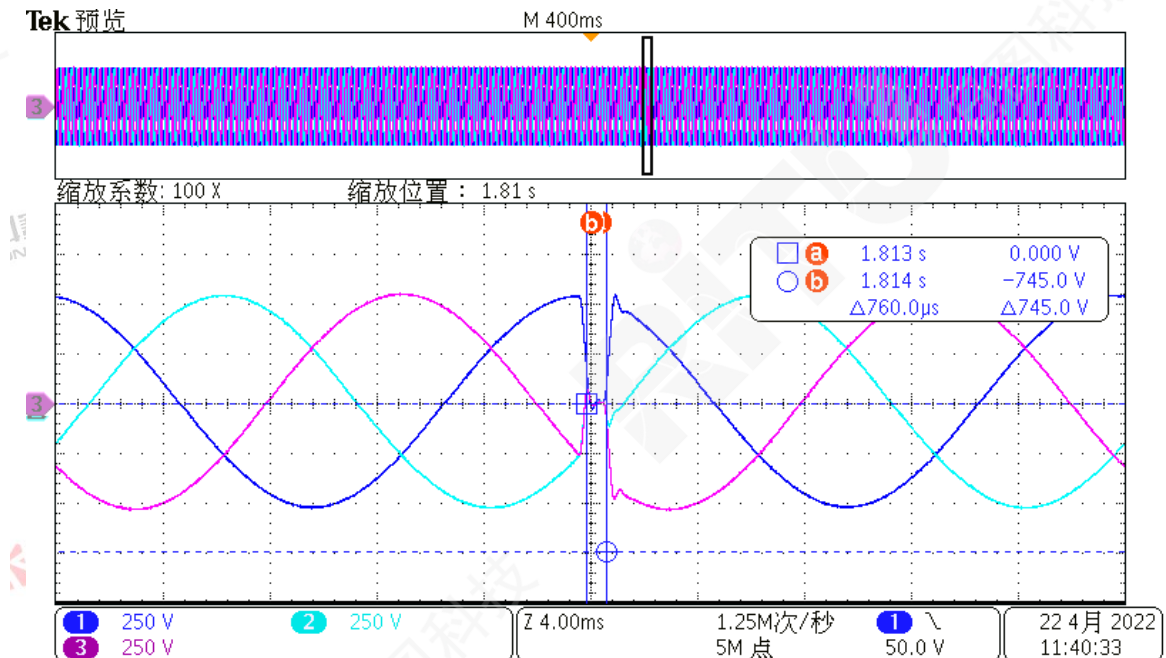 Tek 预览 M 400ms
3
缩放系数: 100 X 缩放位置： 1.81 s
b
a 1.813 s 0.000 V
b 1.814 s −745.0 V
△760.0μs △745.0 V
3
1 250 V 2 250 V Z 4.00ms 1.25M次/秒 1 50.0 V 22 4月 2022
3 250 V 5M 点 11:40:33